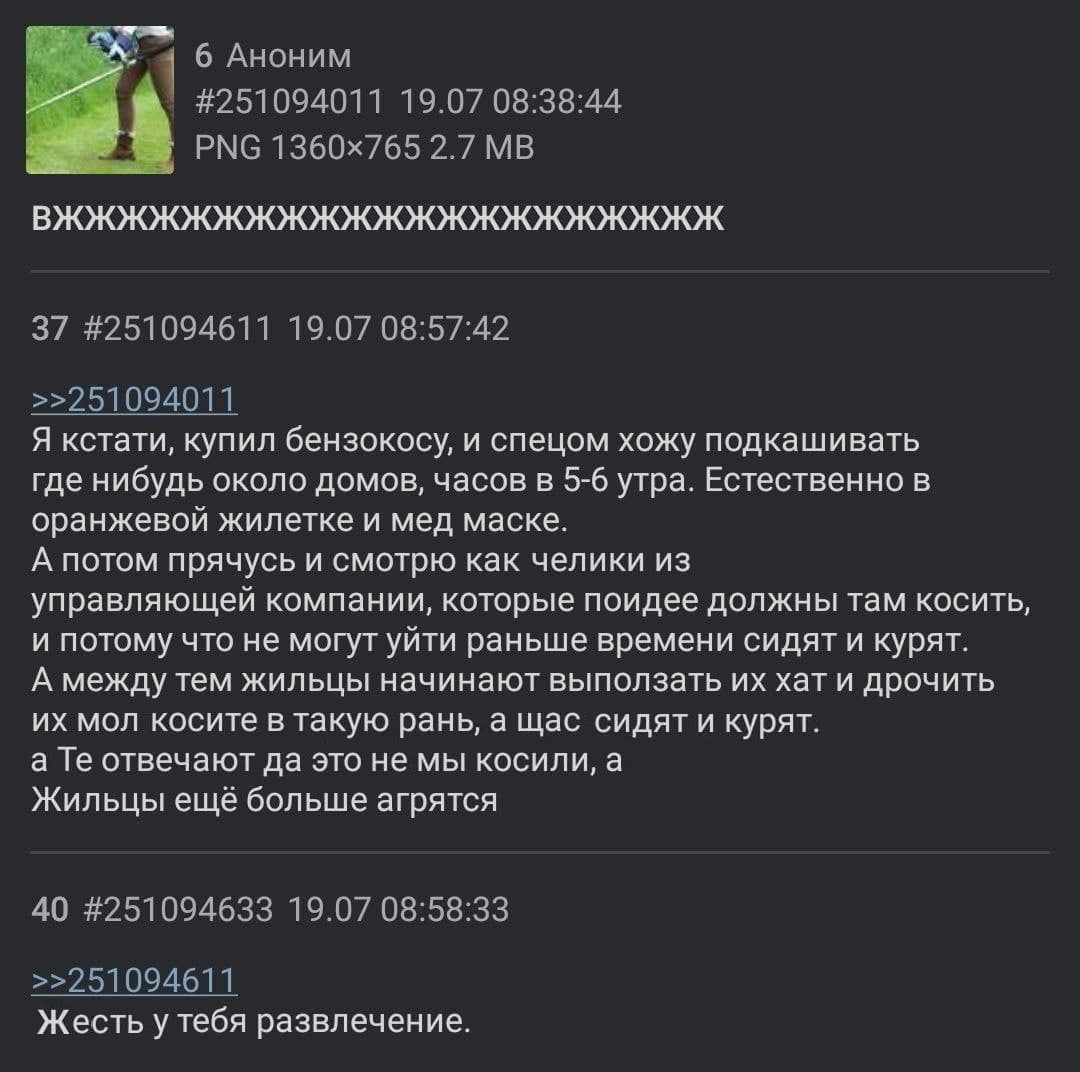 6 Аноним
#251094011 19.07 08:38:44
PNG 1360×765 2.7 MB
ВЖЖЖЖЖЖЖЖЖЖЖЖЖЖЖЖЖЖЖЖЖ
37 #251094611 19.07 08:57:42
>>251094011
Я кстати, купил бензокосу, и спецом хожу подкашивать
где нибудь около домов, часов в 5-6 утра. Естественно в
оранжевой жилетке и мед маске.
А потом прячусь и смотрю как челики из
управляющей компании, которые поидее должны там косить,
и потому что не могут уйти раньше времени сидят и курят.
А между тем жильцы начинают выползать их хат и дрочить
их мол косите в такую рань, а щас сидят и курят.
а Те отвечают да это не мы косили, а
Жильцы ещё больше агрятся
40 #251094633 19.07 08:58:33
>>251094611
Жесть у тебя развлечение.